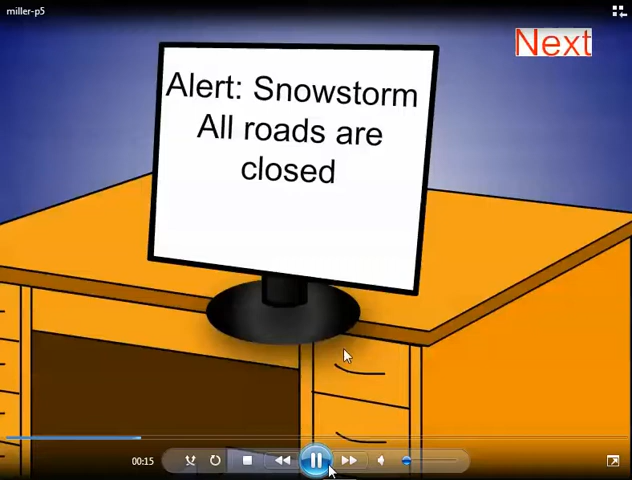 miller-p5
Next
Alert: Snowstorm
All roads are
closed
00:15